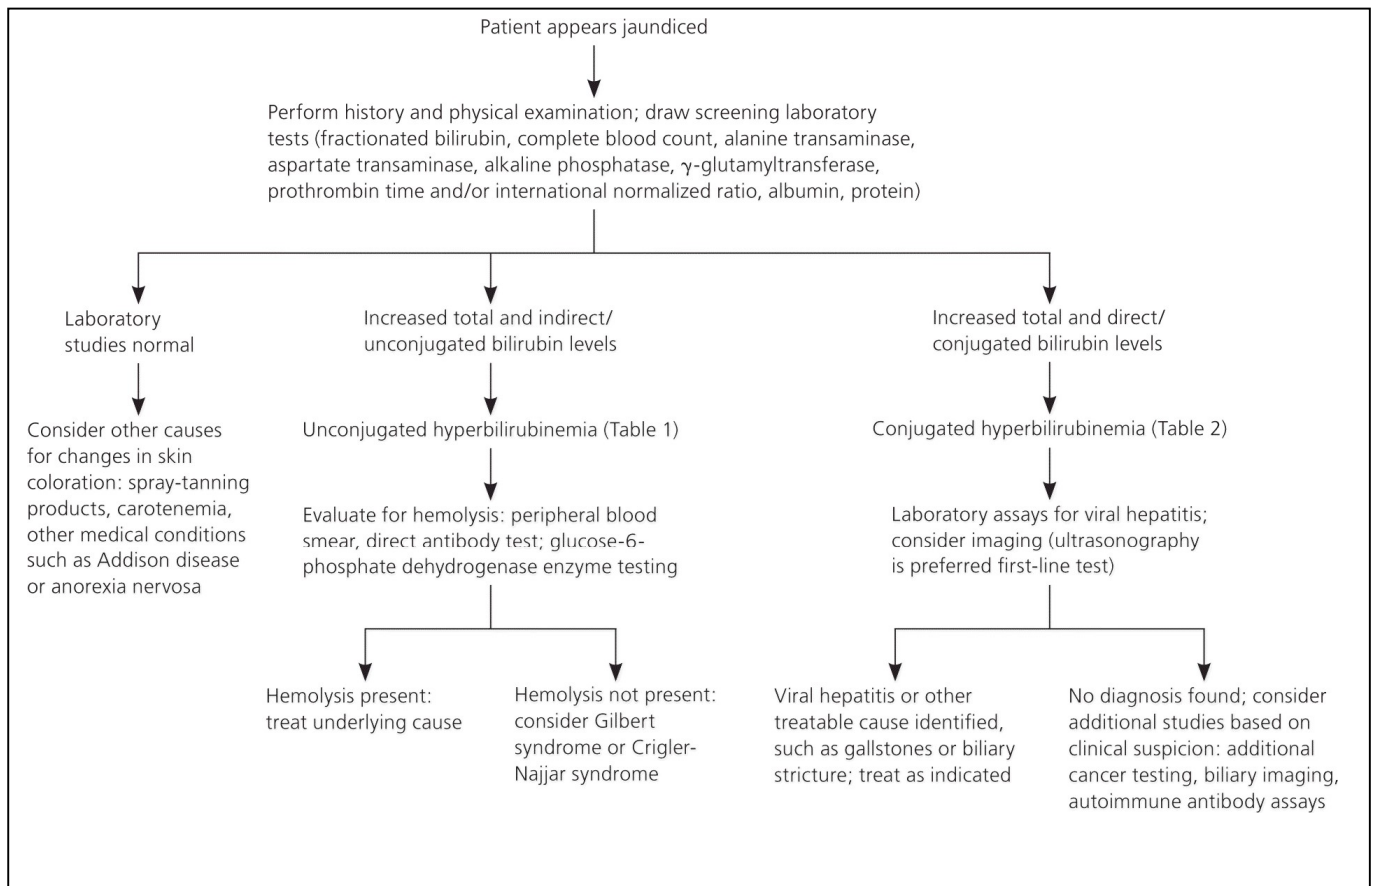 Patient appears jaundiced
Perform history and physical examination; draw screening laboratory
tests (fractionated bilirubin, complete blood count, alanine transaminase,
aspartate transaminase, alkaline phosphatase, γ-glutamyltransferase,
prothrombin time and/or international normalized ratio, albumin, protein)
Laboratory
studies normal
Consider other causes
for changes in skin
coloration: spray-tanning
products, carotenemia,
other medical conditions
such as Addison disease
or anorexia nervosa
Increased total and indirect/
unconjugated bilirubin levels
Unconjugated hyperbilirubinemia (Table 1)
Evaluate for hemolysis: peripheral blood
smear, direct antibody test; glucose-6-
phosphate dehydrogenase enzyme testing
Hemolysis present:
treat underlying cause
Hemolysis not present:
consider Gilbert
syndrome or Crigler-
Najjar syndrome
Increased total and direct/
conjugated bilirubin levels
Conjugated hyperbilirubinemia (Table 2)
Laboratory assays for viral hepatitis;
consider imaging (ultrasonography
is preferred first-line test)
Viral hepatitis or other
treatable cause identified,
such as gallstones or biliary
stricture; treat as indicated
No diagnosis found; consider
additional studies based on
clinical suspicion: additional
cancer testing, biliary imaging,
autoimmune antibody assays